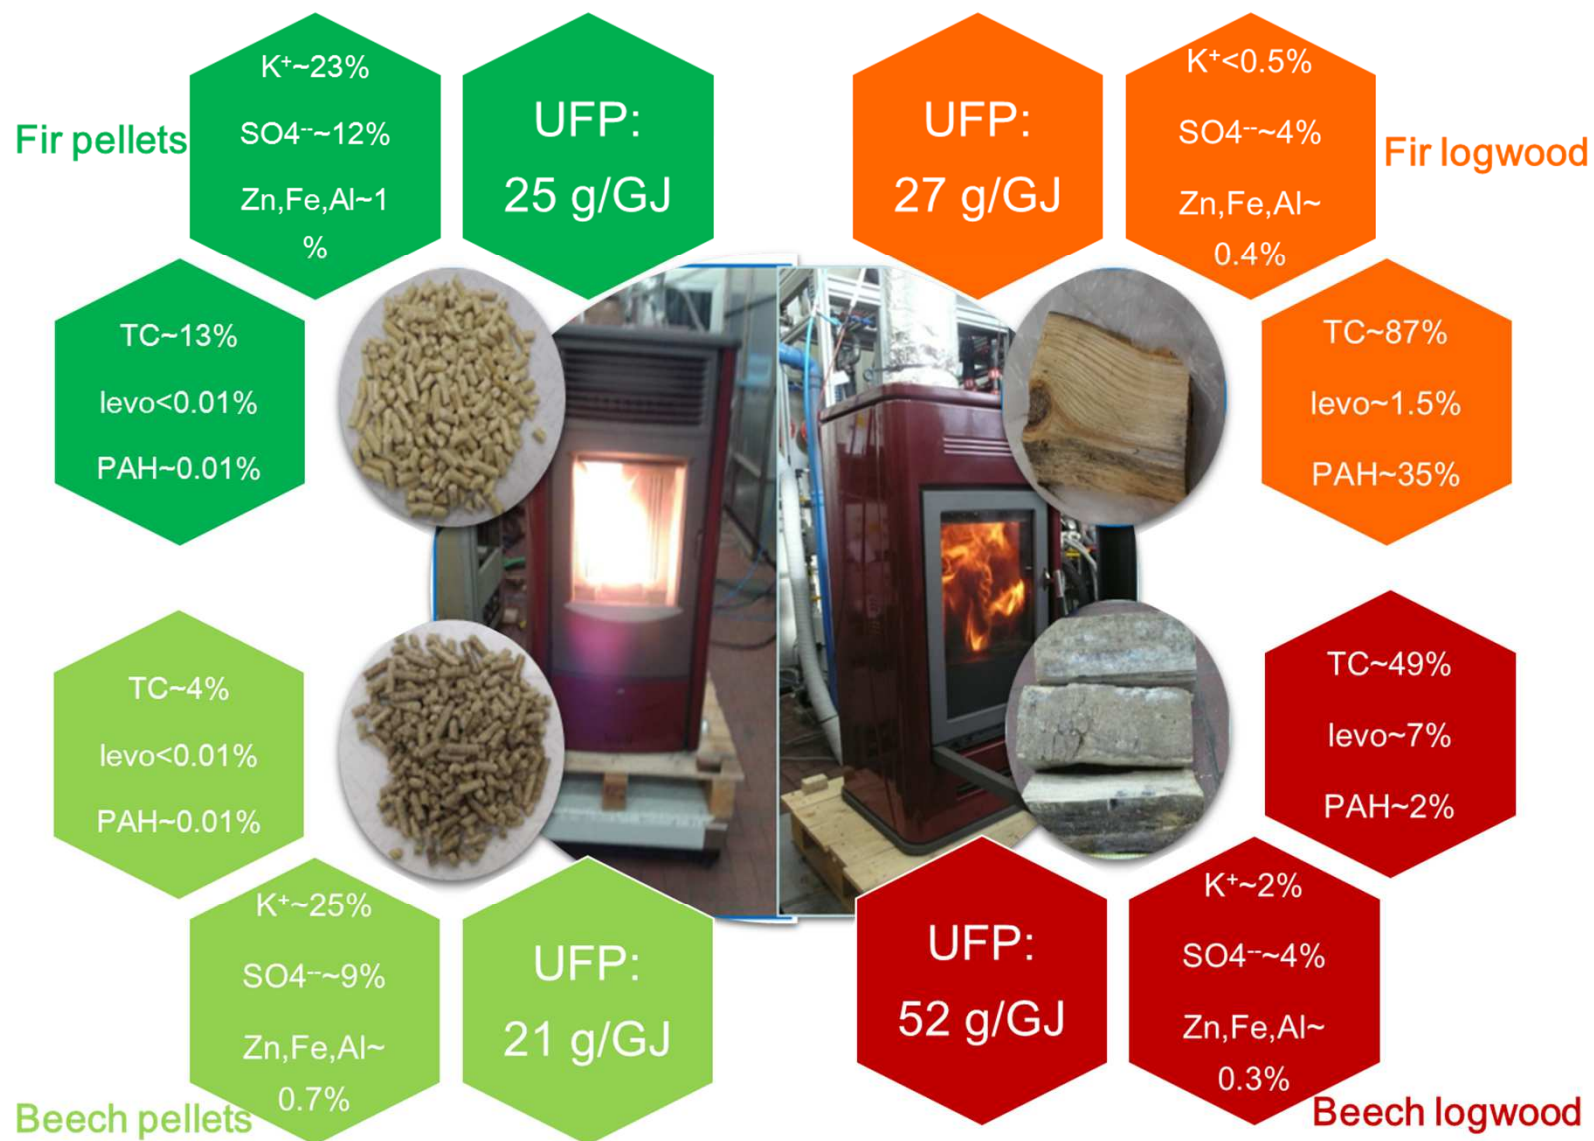 Fir pellets
K⁺~23%
SO4⁻⁻~12%
Zn,Fe,Al~1
%
UFP:
25 g/GJ
TC~13%
levo<0.01%
PAH~0.01%
UFP:
27 g/GJ
K⁺<0.5%
SO4⁻⁻~4%
Zn,Fe,Al~
0.4%
Fir logwood
TC~87%
levo~1.5%
PAH~35%
TC~4%
levo<0.01%
PAH~0.01%
K⁺~25%
SO4⁻⁻~9%
Zn,Fe,Al~
0.7%
UFP:
21 g/GJ
Beech pellets
TC~49%
levo~7%
PAH~2%
UFP:
52 g/GJ
K⁺~2%
SO4⁻⁻~4%
Zn,Fe,Al~
0.3%
Beech logwood